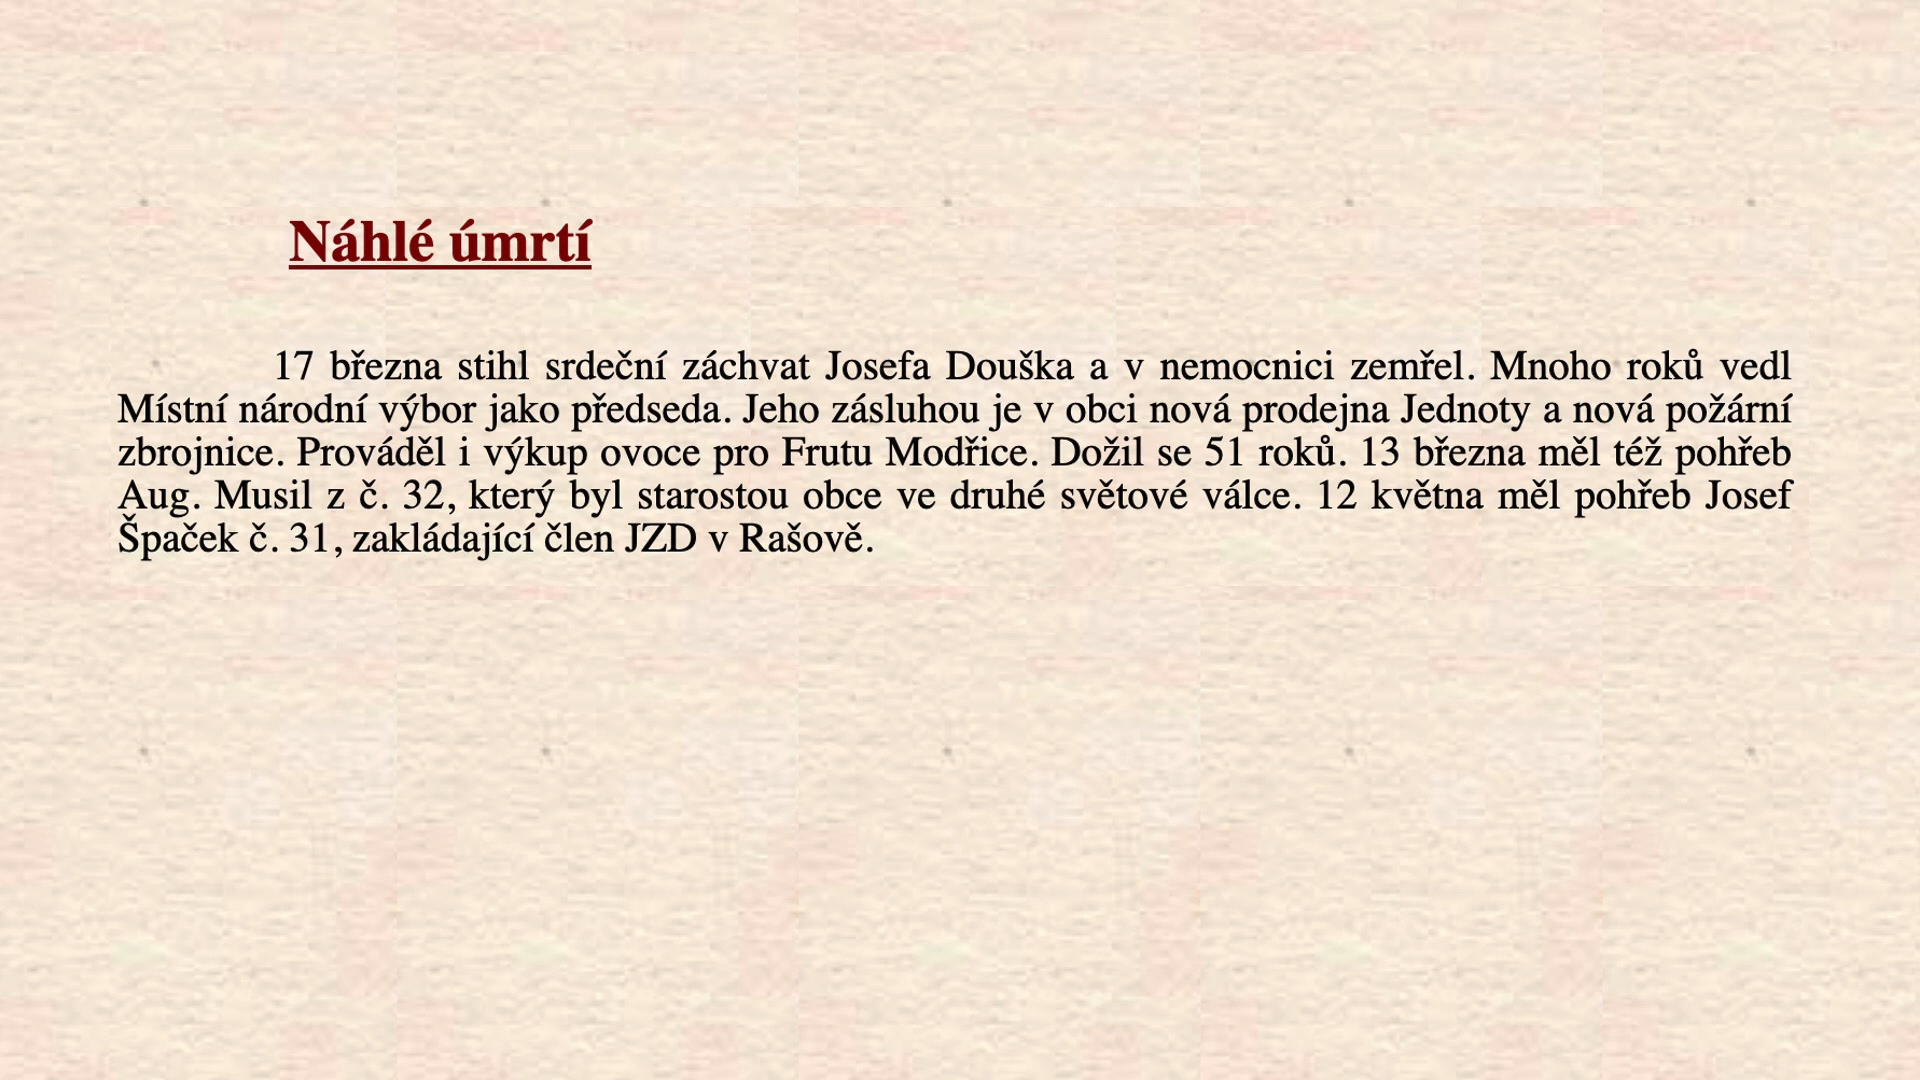 Náhlé úmrtí
17 března stihl srdeční záchvat Josefa Douška a v nemocnici zemřel. Mnoho roků vedl
Místní národní výbor jako předseda. Jeho zásluhou je v obci nová prodejna Jednoty a nová požární
zbrojnice. Prováděl i výkup ovoce pro Frutu Modřice. Dožil se 51 roků. 13 března měl též pohřeb
Aug. Musil z č. 32, který byl starostou obce ve druhé světové válce. 12 května měl pohřeb Josef
Špaček č. 31, zakládající člen JZD v Rašově.